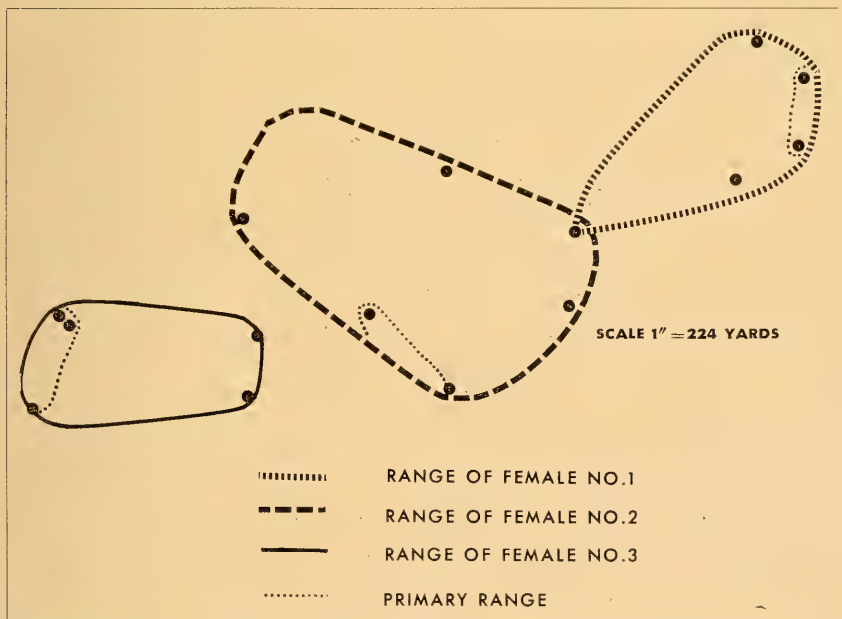 SCALE 1" = 224 YARDS
RANGE OF FEMALE NO.1
RANGE OF FEMALE NO.2
RANGE OF FEMALE NO.3
PRIMARY RANGE